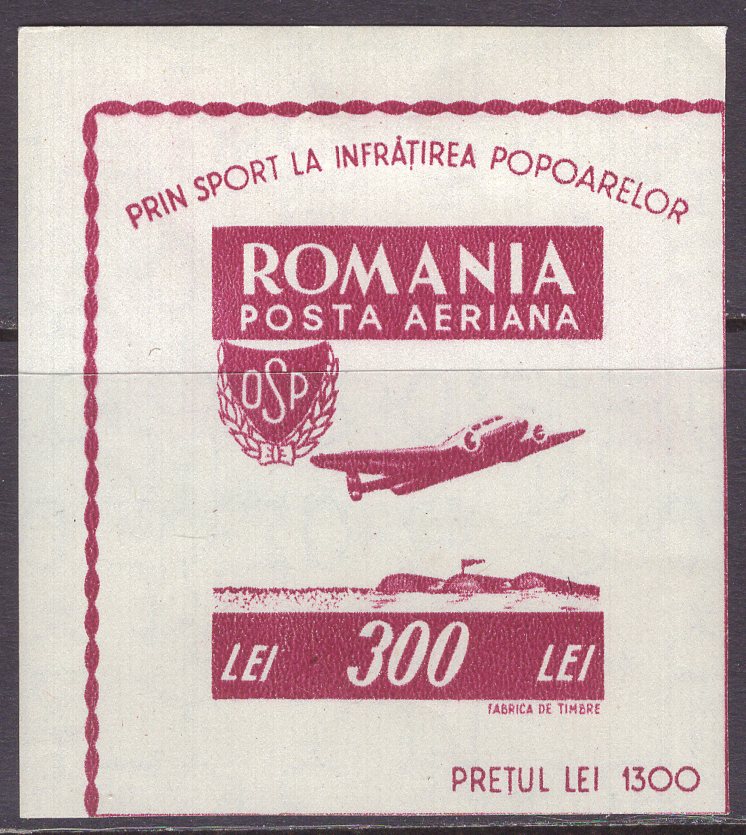 PRIN SPORT LA INFRĂȚIREA POPOARELOR
ROMANIA
POSTA AERIANA
OSP
LEI 300 LEI
FABRICA DE TIMBRE
PREȚUL LEI 1300